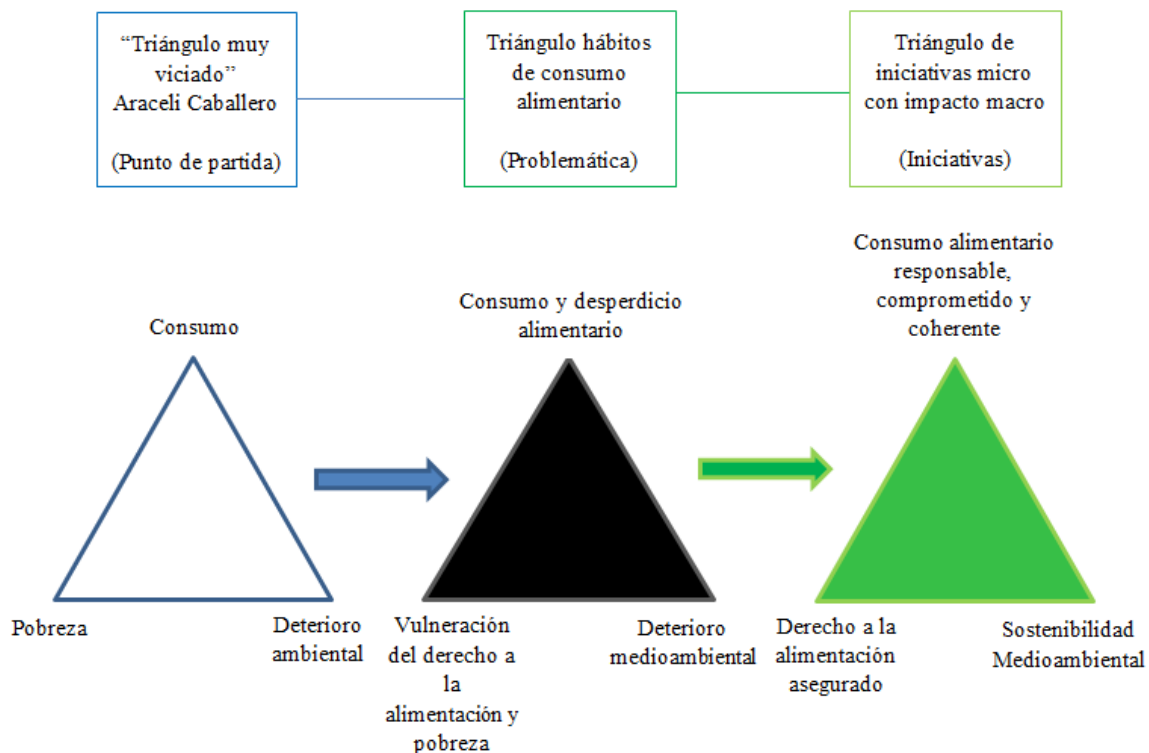 “Triángulo muy
viciado”
Araceli Caballero
(Punto de partida)
Triángulo hábitos
de consumo
alimentario
(Problemática)
Triángulo de
iniciativas micro
con impacto macro
(Iniciativas)
Consumo
Pobreza
Deterioro
ambiental
Consumo y desperdicio
alimentario
Vulneración
del derecho a
la
alimentación y
pobreza
Deterioro
medioambiental
Consumo alimentario
responsable,
comprometido y
coherente
Derecho a la
alimentación
asegurado
Sostenibilidad
Medioambiental